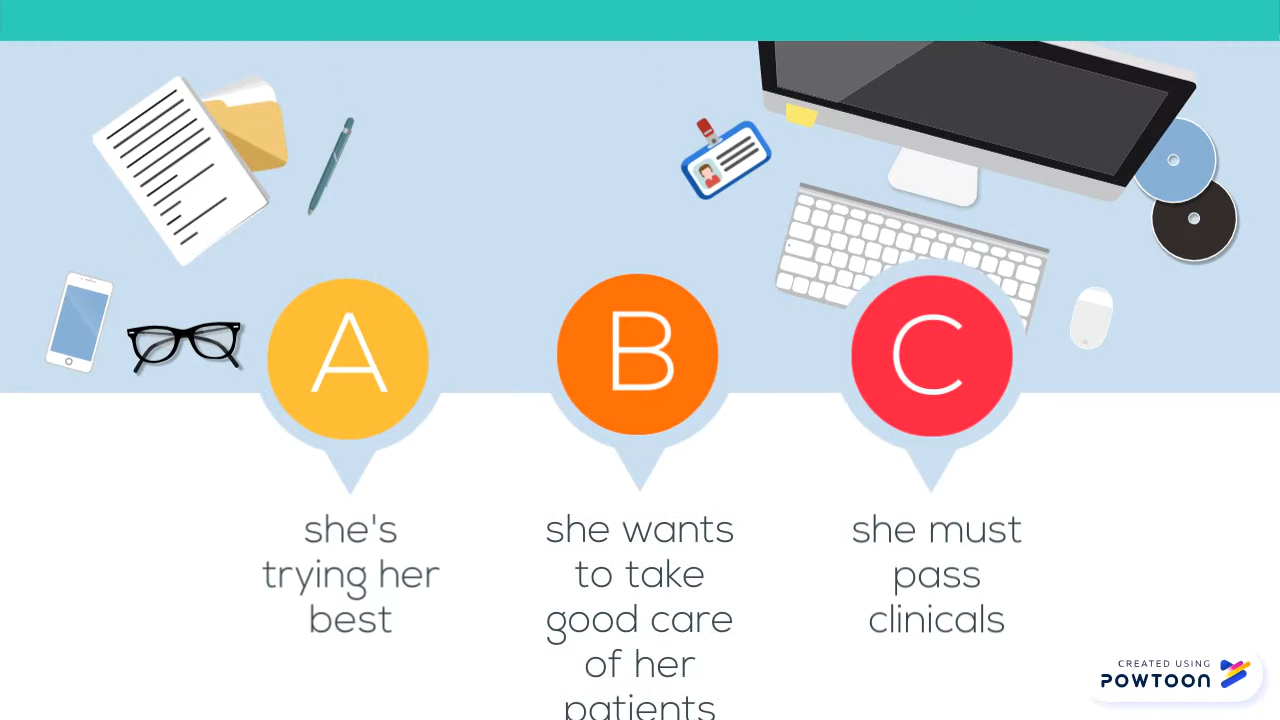 A
B
C
she's
trying her
best
she wants
to take
good care
of her
patients
she must
pass
clinicals
CREATED USING
POWTOON